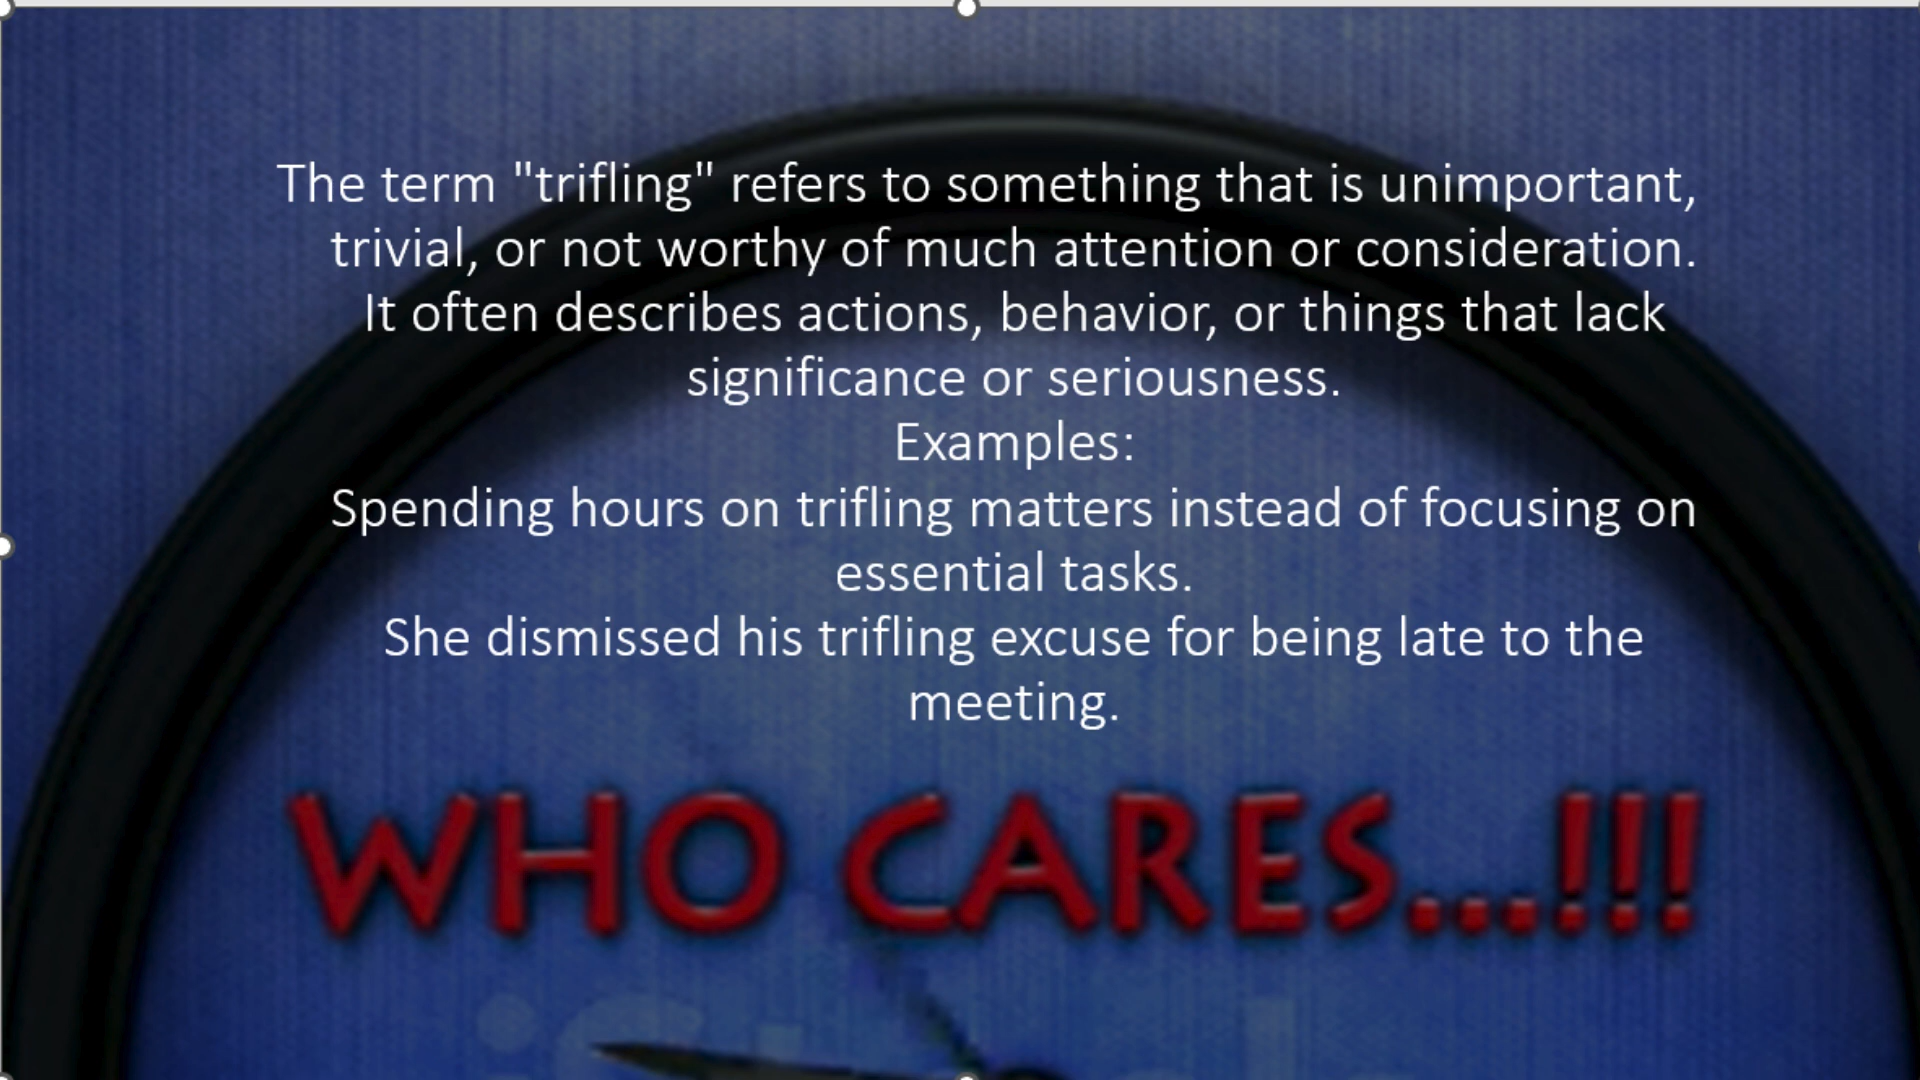 The term "trifling" refers to something that is unimportant,
trivial, or not worthy of much attention or consideration.
It often describes actions, behavior, or things that lack
significance or seriousness.
Examples:
Spending hours on trifling matters instead of focusing on
essential tasks.
She dismissed his trifling excuse for being late to the
meeting.
WHO CARES...!!!